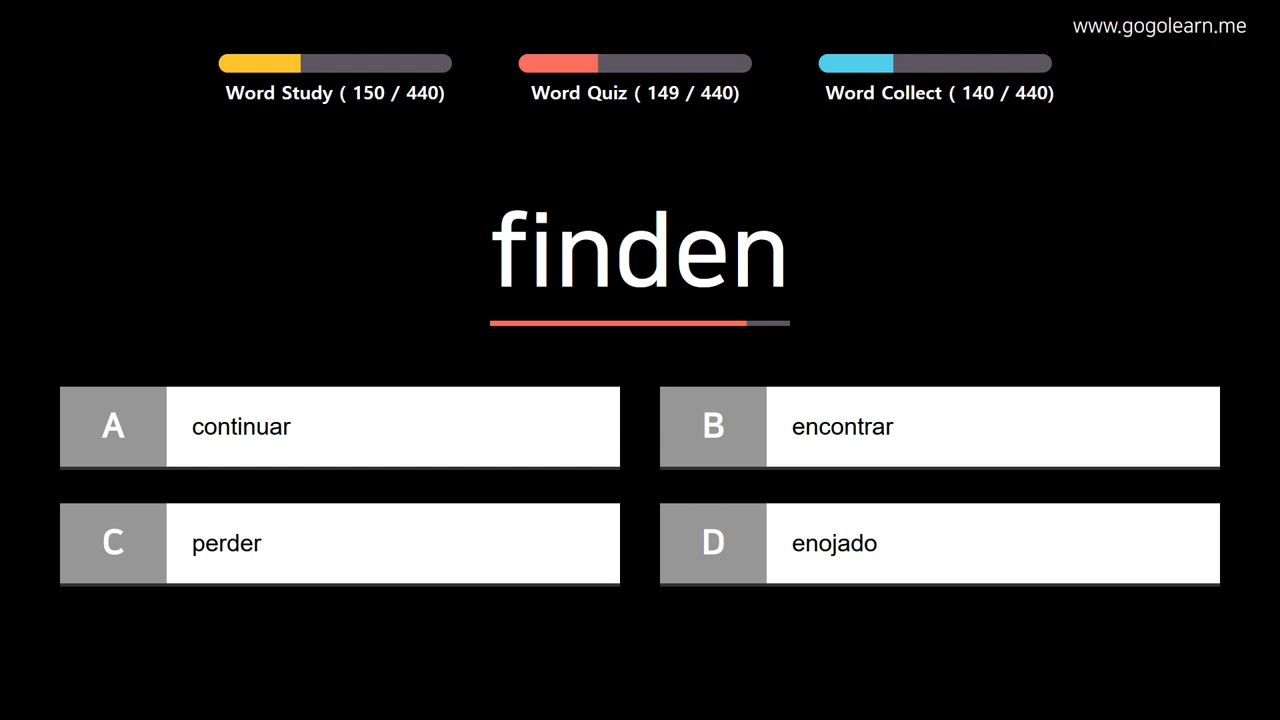 www.gogolearn.me
Word Study ( 150 / 440)
Word Quiz ( 149 / 440)
Word Collect ( 140 / 440)
finden
A continuar
B encontrar
C perder
D enojado